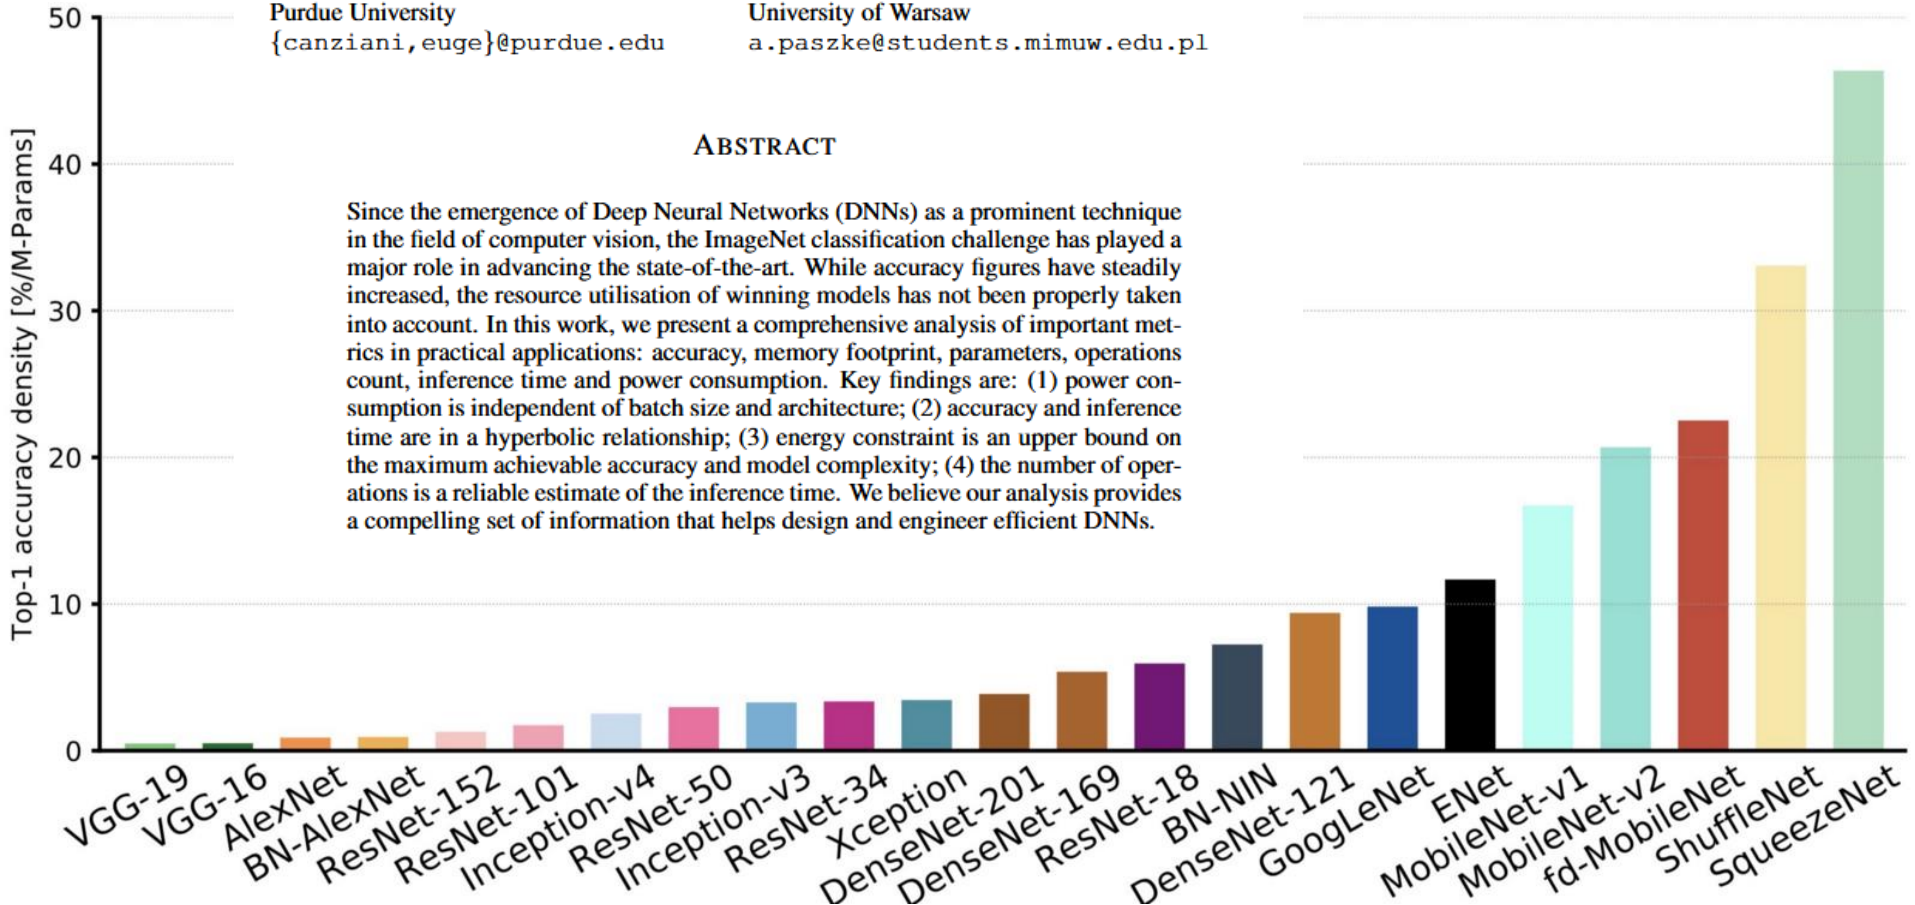 Purdue University
{canziani,euge}@purdue.edu
University of Warsaw
a.paszke@students.mimuw.edu.pl
ABSTRACT
Since the emergence of Deep Neural Networks (DNNs) as a prominent technique
in the field of computer vision, the ImageNet classification challenge has played a
major role in advancing the state-of-the-art. While accuracy figures have steadily
increased, the resource utilisation of winning models has not been properly taken
into account. In this work, we present a comprehensive analysis of important met-
rics in practical applications: accuracy, memory footprint, parameters, operations
count, inference time and power consumption. Key findings are: (1) power con-
sumption is independent of batch size and architecture; (2) accuracy and inference
time are in a hyperbolic relationship; (3) energy constraint is an upper bound on
the maximum achievable accuracy and model complexity; (4) the number of oper-
ations is a reliable estimate of the inference time. We believe our analysis provides
a compelling set of information that helps design and engineer efficient DNNs.
Top-1 accuracy density [%/M-Params]
50
40
30
20
10
0
VGG-19
VGG-16
AlexNet
BN-AlexNet
ResNet-152
ResNet-101
Inception-v4
ResNet-50
Inception-v3
ResNet-34
Xception
DenseNet-201
DenseNet-169
ResNet-18
BN-NIN
DenseNet-121
GoogLeNet
ENet
MobileNet-v1
MobileNet-v2
fd-MobileNet
ShuffleNet
SqueezeNet